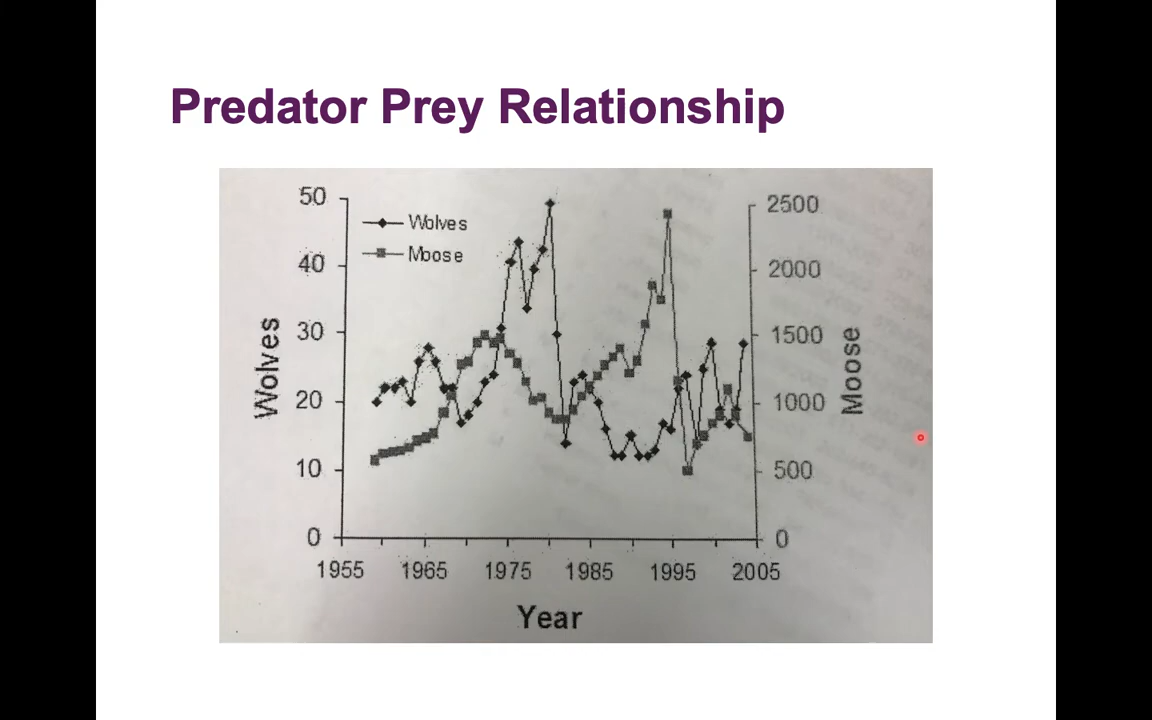 Predator Prey Relationship
50
40
30
20
10
0
Wolves
Wolves
Moose
2500
2000
1500
1000
500
0
Moose
1955 1965 1975 1985 1995 2005
Year